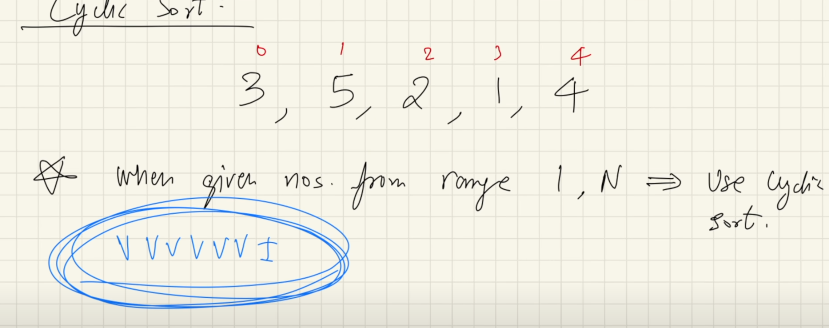 Cyclic Sort.
0 1 2 3 4
3, 5, 2, 1, 4
☆ When given nos. from range 1, N ⇒ Use cyclic
sort.
V V V V V V I